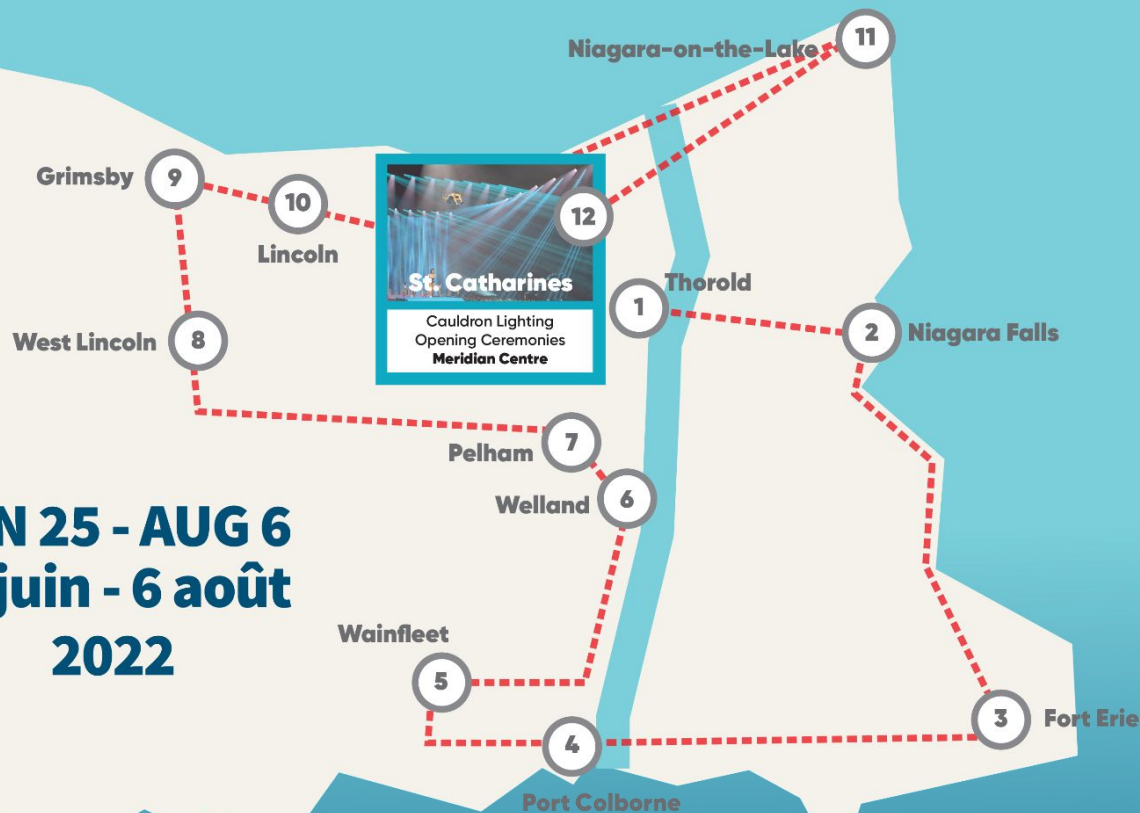 Niagara-on-the-Lake
11
Grimsby
9
10
Lincoln
12
St. Catharines
Cauldron Lighting
Opening Ceremonies
Meridian Centre
1
Thorold
2
Niagara Falls
West Lincoln
8
Pelham
7
Welland
6
N 25 - AUG 6
juin - 6 août
2022
Wainfleet
5
4
Port Colborne
3
Fort Erie